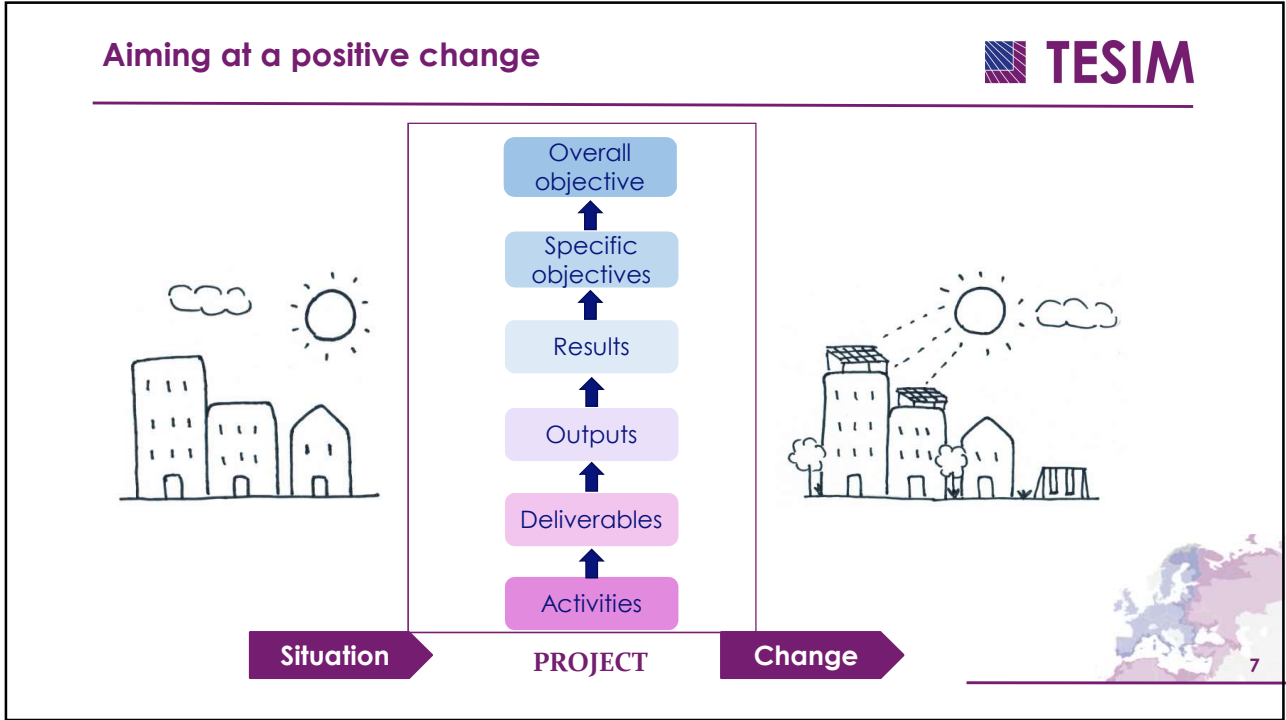 Aiming at a positive change
TESIM
Overall
objective
Specific
objectives
Results
Outputs
Deliverables
Activities
Situation
PROJECT
Change
7